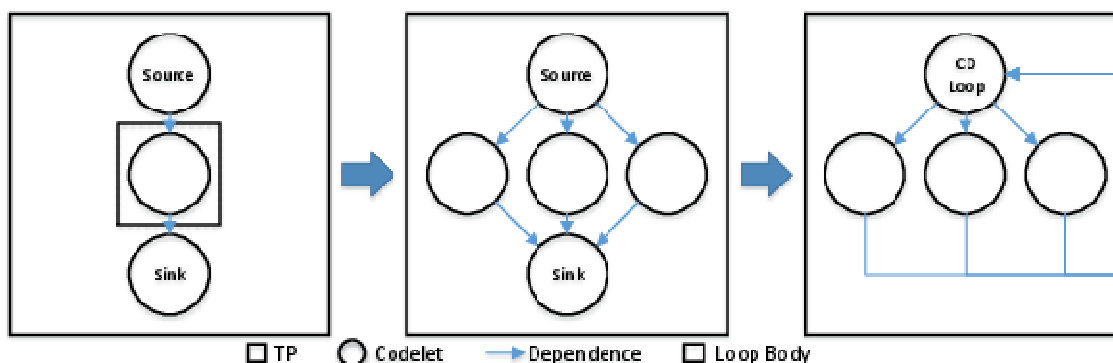 Source
Sink
Source
Sink
CD
Loop
TP Codelet Dependence Loop Body